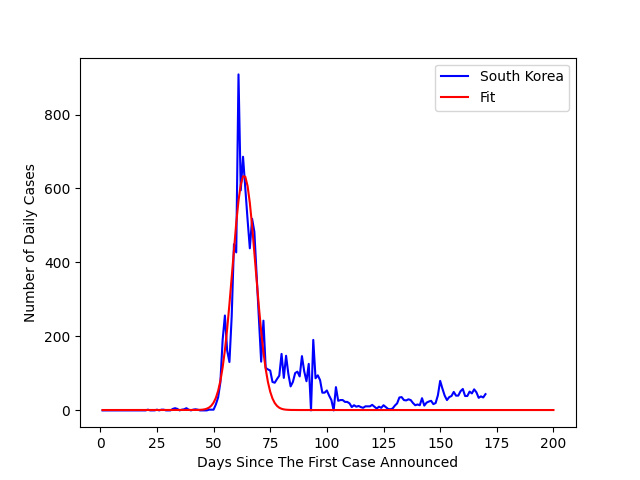 South Korea
Fit
800
600
400
200
0
Number of Daily Cases
0 25 50 75 100 125 150 175 200
Days Since The First Case Announced